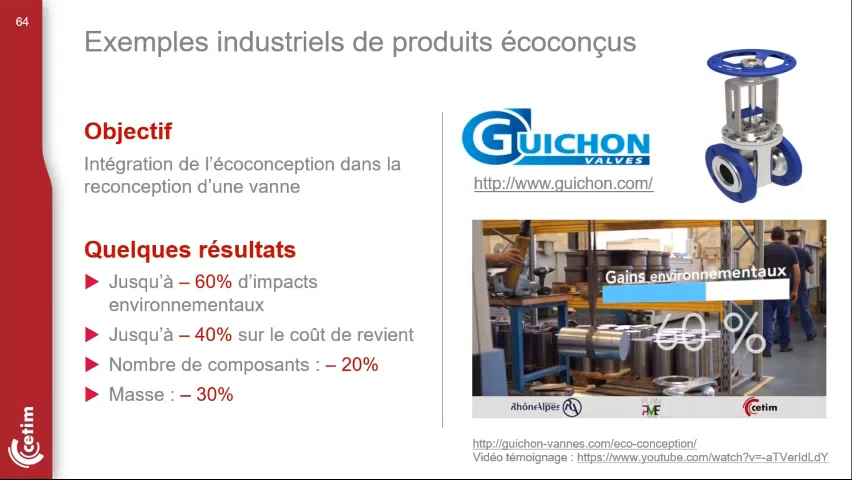 64
Exemples industriels de produits écoconçus
Objectif
Intégration de l'écoconception dans la
reconception d'une vanne
Quelques résultats
Jusqu'à – 60% d'impacts
environnementaux
Jusqu'à – 40% sur le coût de revient
Nombre de composants : – 20%
Masse : – 30%
GUICHON
VALVES
http://www.guichon.com/
Gains environnementaux
60 %
RhôneAlpes
PLAN
PME
cetim
http://guichon-vannes.com/eco-conception/
Vidéo témoignage : https://www.youtube.com/watch?v=-aTVerIdLdY
cetim